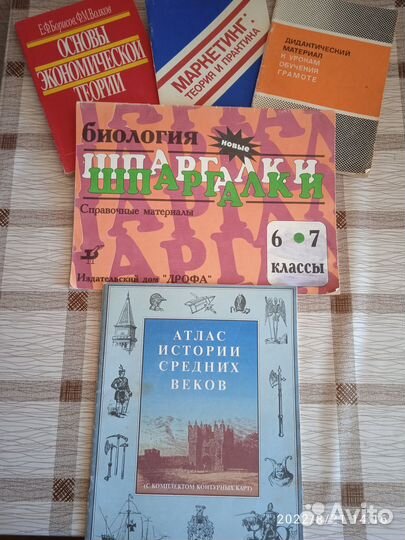 Е.Ф.Борисов, Ф.М.Волков
ОСНОВЫ
ЭКОНОМИЧЕСКОЙ
ТЕОРИИ
МАРКЕТИНГ:
ТЕОРИЯ И ПРАКТИКА
ДИДАКТИЧЕСКИЙ
МАТЕРИАЛ
К УРОКАМ
ОБУЧЕНИЯ
ГРАМОТЕ
биология
новые
ШПАРГАЛКИ
ШПАРГАЛКИ
Справочные материалы
6•7
КЛАССЫ
Издательский дом "ДРОФА"
АТЛАС
ИСТОРИИ
СРЕДНИХ
ВЕКОВ
(С КОМПЛЕКТОМ КОНТУРНЫХ КАРТ)
Avito